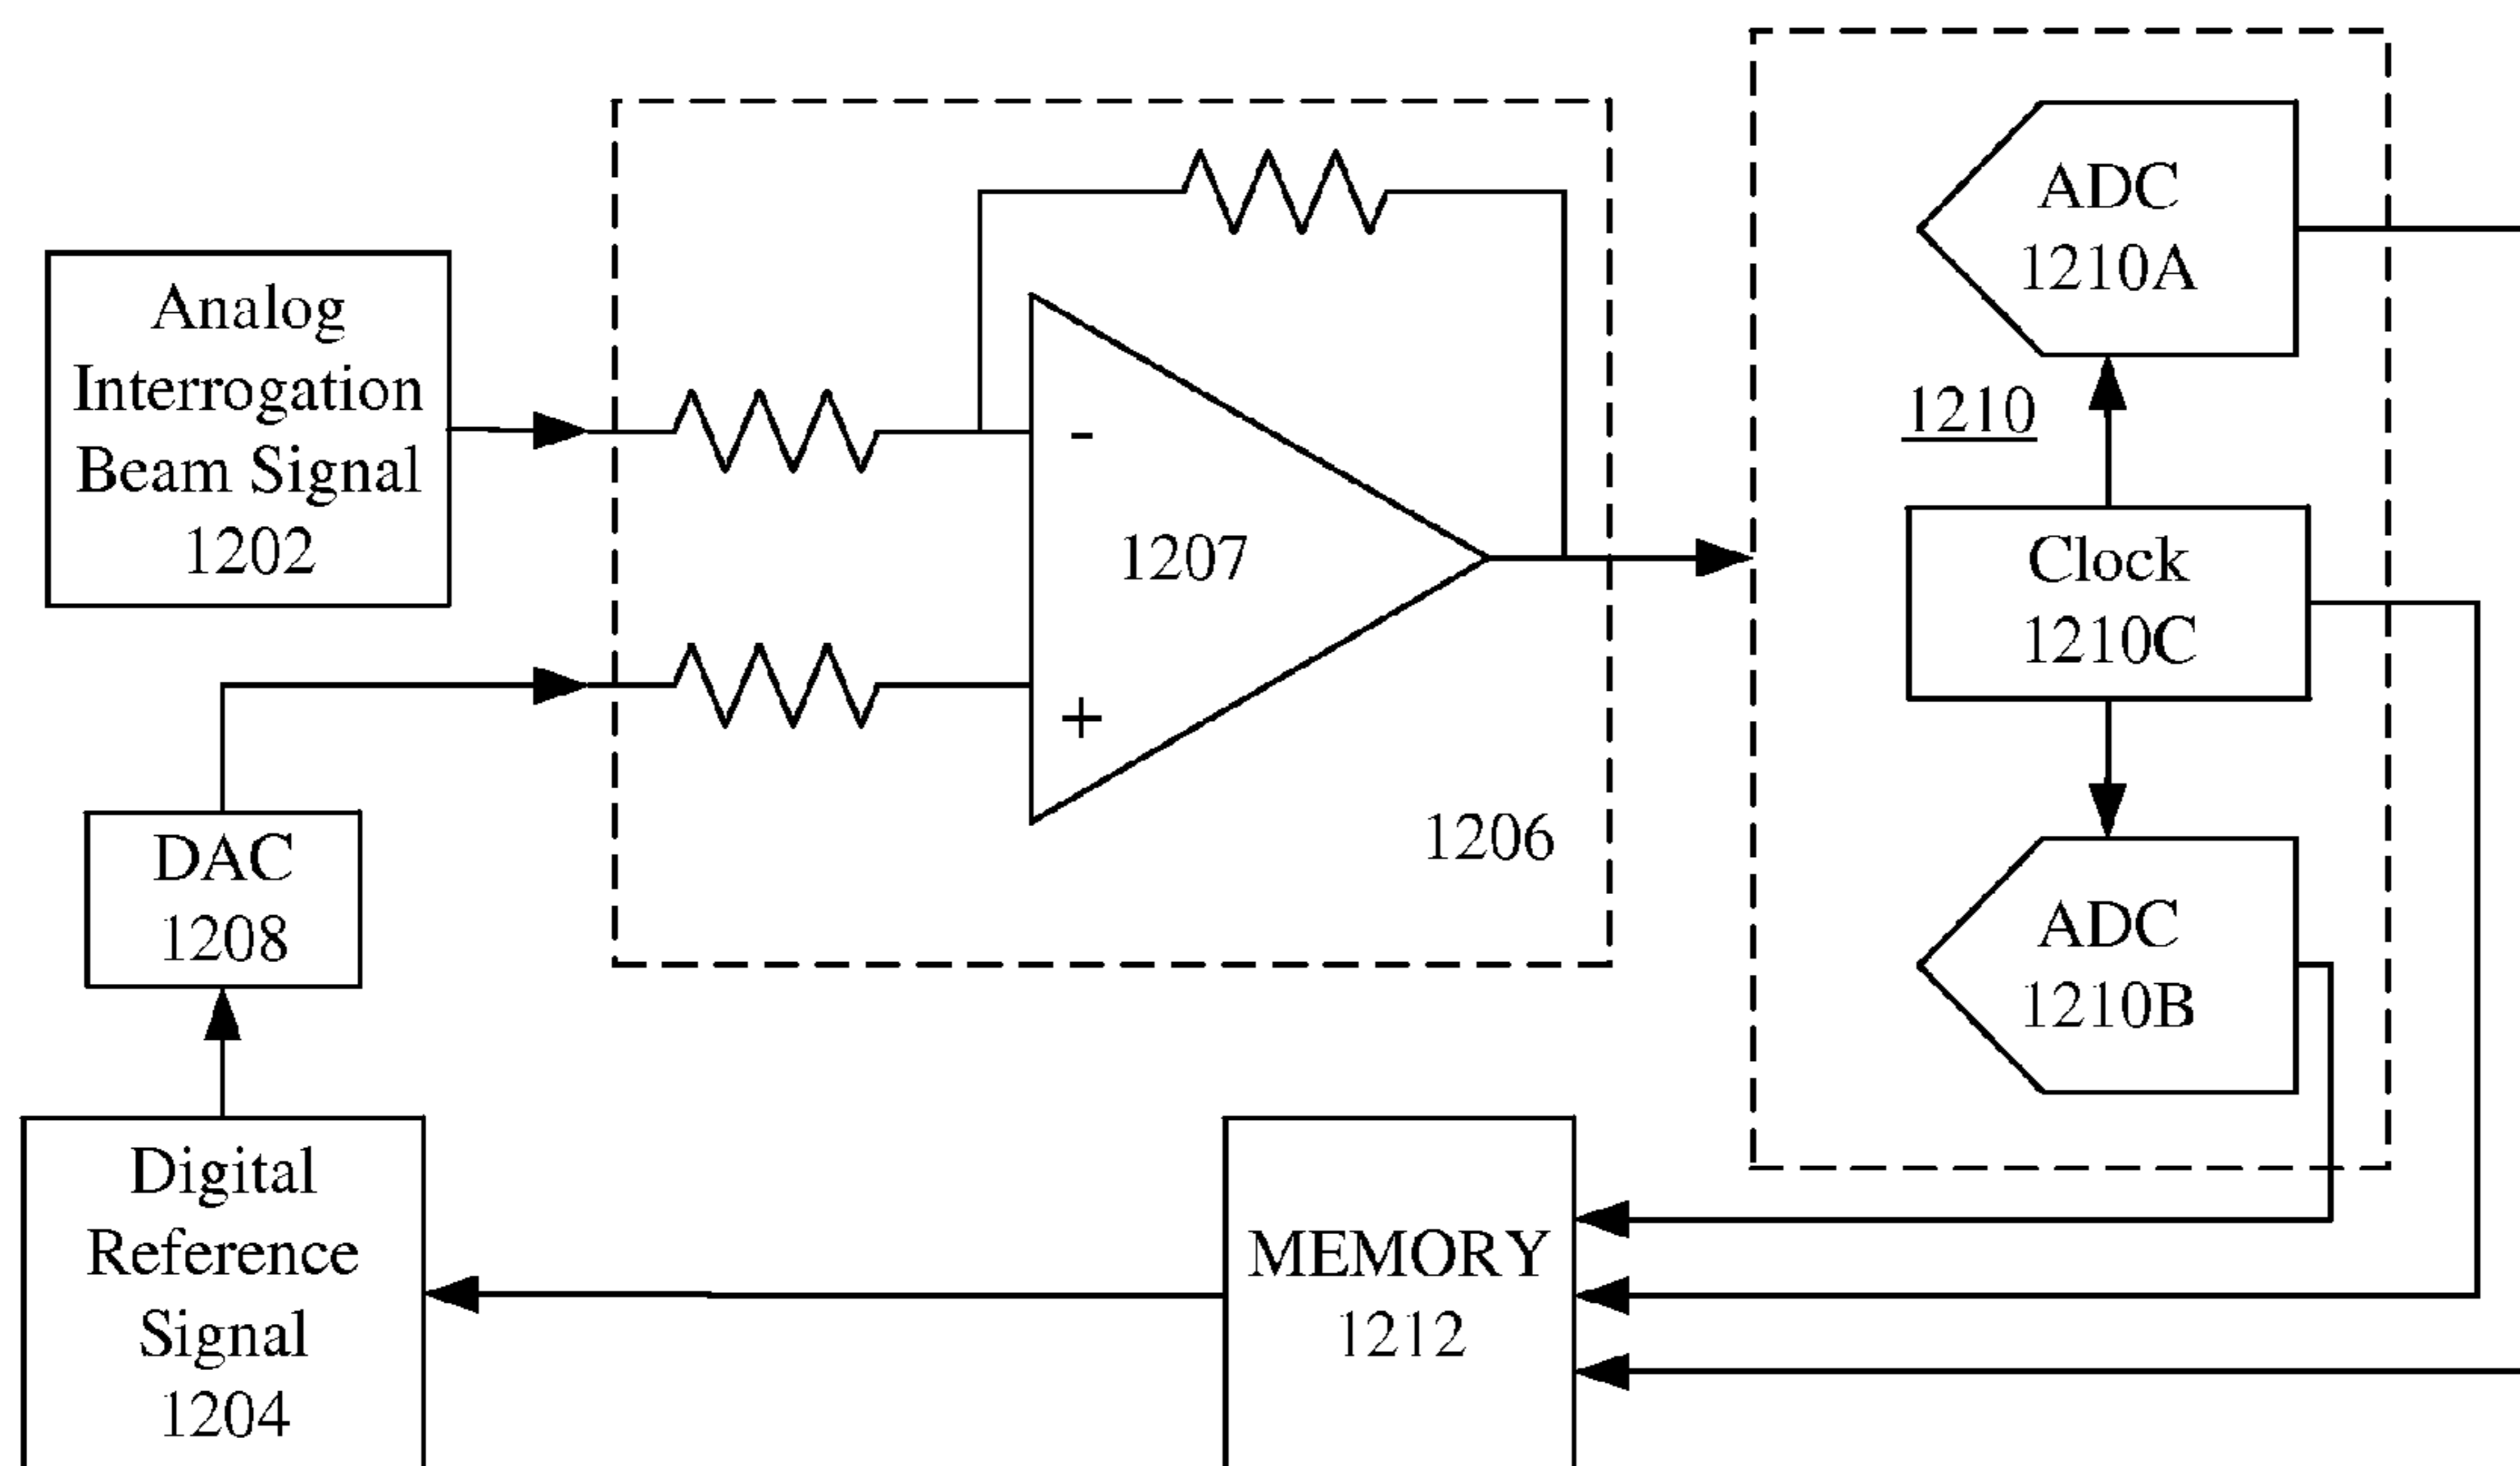 Analog
Interrogation
Beam Signal
1202
-
1207
+
1206
ADC
1210A
1210
Clock
1210C
ADC
1210B
DAC
1208
Digital
Reference
Signal
1204
MEMORY
1212